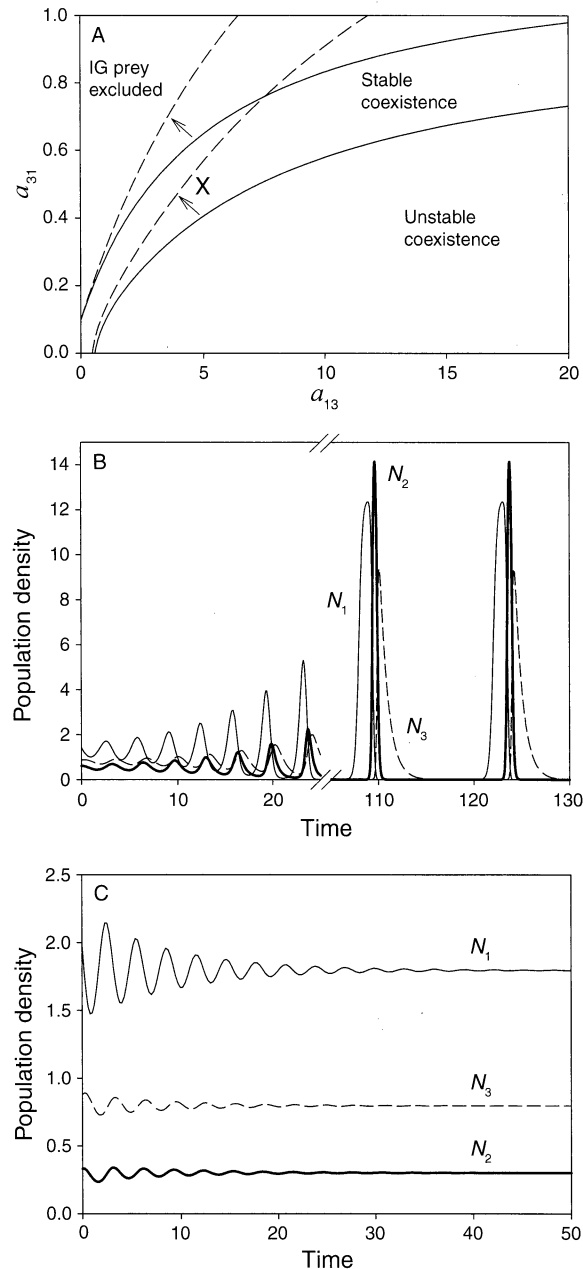 A
IG prey
excluded
Stable
coexistence
X
Unstable
coexistence
1.0
0.8
0.6
0.4
0.2
0.0
a31
0 5 10 15 20
a13
B
14
12
10
8
6
4
2
0
Population density
N1
N2
N3
0 10 20 110 120 130
Time
C
2.5
2.0
1.5
1.0
0.5
0.0
Population density
N1
N3
N2
0 10 20 30 40 50
Time